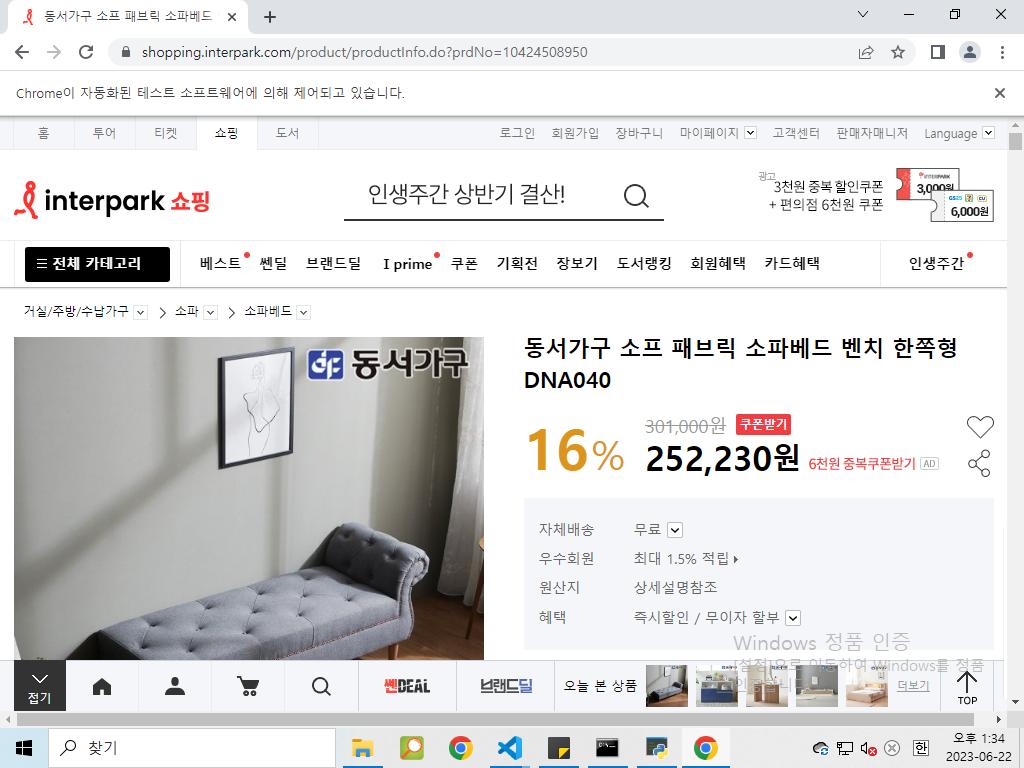 동서가구 소프 패브릭 소파베드
shopping.interpark.com/product/productInfo.do?prdNo=10424508950
Chrome이 자동화된 테스트 소프트웨어에 의해 제어되고 있습니다.
홈 투어 티켓 쇼핑 도서 로그인 회원가입 장바구니 마이페이지 고객센터 판매자매니저 Language
광고
interpark 쇼핑 인생주간 상반기 결산! 3천원 중복 할인쿠폰
+ 편의점 6천원 쿠폰
INTERPARK
3,000원
GS25 CU
6,000원
전체 카테고리 베스트 쎈딜 브랜드딜 I prime 쿠폰 기획전 장보기 도서랭킹 회원혜택 카드혜택 인생주간
거실/주방/수납가구 소파 소파베드
동서가구
동서가구 소프 패브릭 소파베드 벤치 한쪽형
DNA040
301,000원 쿠폰받기
16% 252,230원 6천원 중복쿠폰받기 AD
자체배송 무료
우수회원 최대 1.5% 적립
원산지 상세설명참조
혜택 즉시할인 / 무이자 할부
Windows 정품 인증
[설정]으로 이동하여 Windows를 정품
접기 쎈DEAL 브랜드딜 오늘 본 상품 더보기 TOP
찾기
한
오후 1:34
2023-06-22